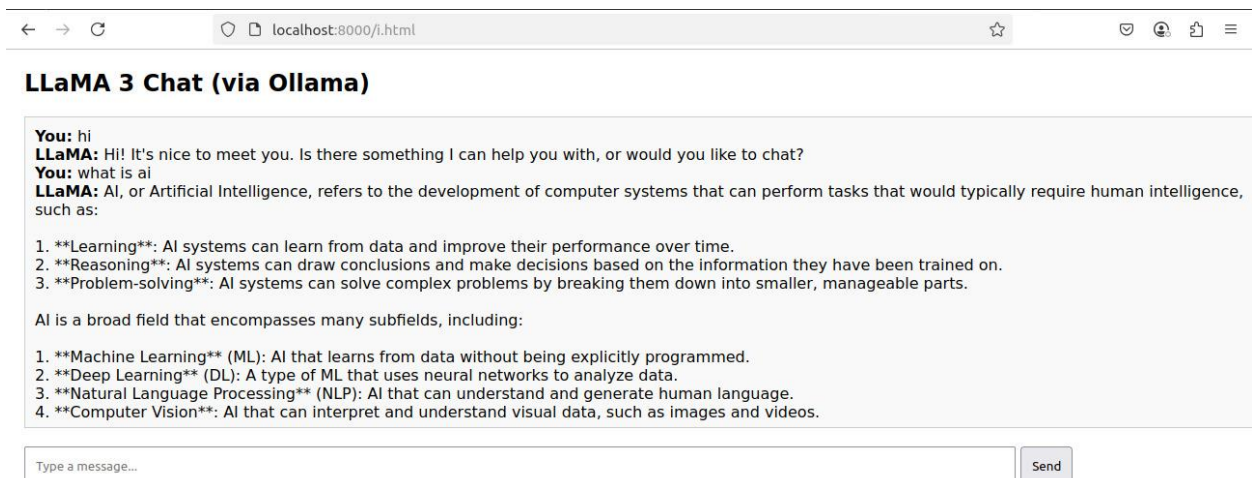 localhost:8000/i.html
LLaMA 3 Chat (via Ollama)
You: hi
LLaMA: Hi! It's nice to meet you. Is there something I can help you with, or would you like to chat?
You: what is ai
LLaMA: AI, or Artificial Intelligence, refers to the development of computer systems that can perform tasks that would typically require human intelligence,
such as:
1. **Learning**: AI systems can learn from data and improve their performance over time.
2. **Reasoning**: AI systems can draw conclusions and make decisions based on the information they have been trained on.
3. **Problem-solving**: AI systems can solve complex problems by breaking them down into smaller, manageable parts.
AI is a broad field that encompasses many subfields, including:
1. **Machine Learning** (ML): AI that learns from data without being explicitly programmed.
2. **Deep Learning** (DL): A type of ML that uses neural networks to analyze data.
3. **Natural Language Processing** (NLP): AI that can understand and generate human language.
4. **Computer Vision**: AI that can interpret and understand visual data, such as images and videos.
Type a message... Send